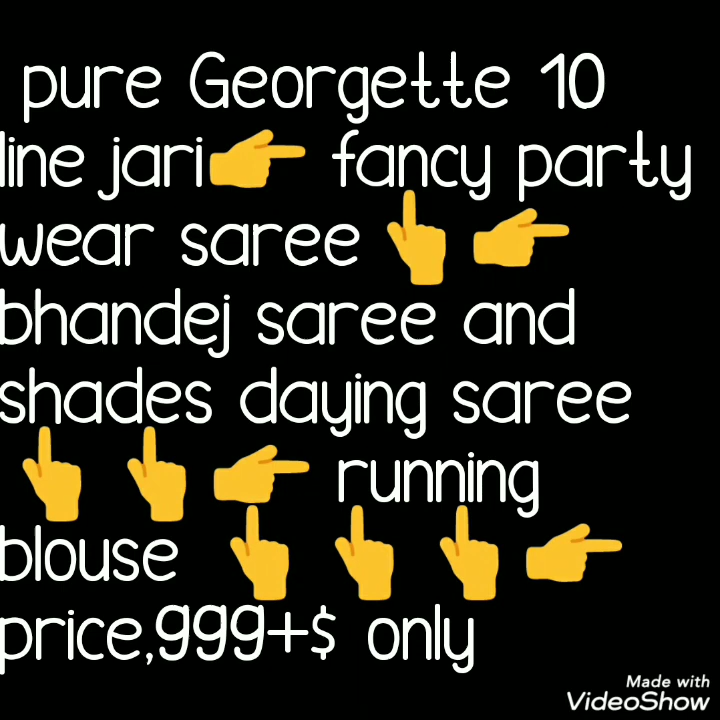 pure Georgette 10
line jari👉 fancy party
wear saree 👆 👉
bhandej saree and
shades daying saree
👆 👆 👉 running
blouse 👆 👆 👆 👉
price,999+$ only
Made with
VideoShow